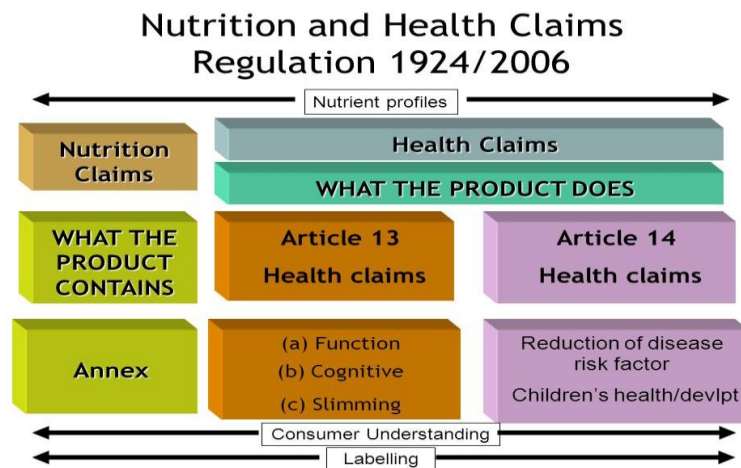 Nutrition and Health Claims
Regulation 1924/2006
Nutrient profiles
Nutrition
Claims
Health Claims
WHAT THE PRODUCT DOES
WHAT THE
PRODUCT
CONTAINS
Article 13
Health claims
Article 14
Health claims
Annex
(a) Function
(b) Cognitive
(c) Slimming
Reduction of disease
risk factor
Children's health/devlpt
Consumer Understanding
Labelling